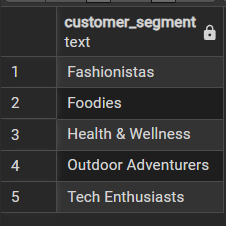 customer_segment
text
1 Fashionistas
2 Foodies
3 Health & Wellness
4 Outdoor Adventurers
5 Tech Enthusiasts